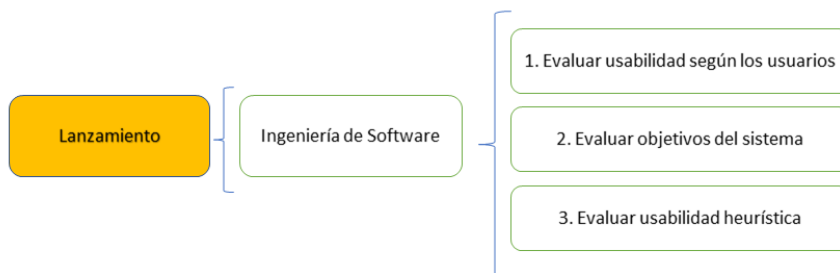 Lanzamiento
Ingeniería de Software
1. Evaluar usabilidad según los usuarios
2. Evaluar objetivos del sistema
3. Evaluar usabilidad heurística